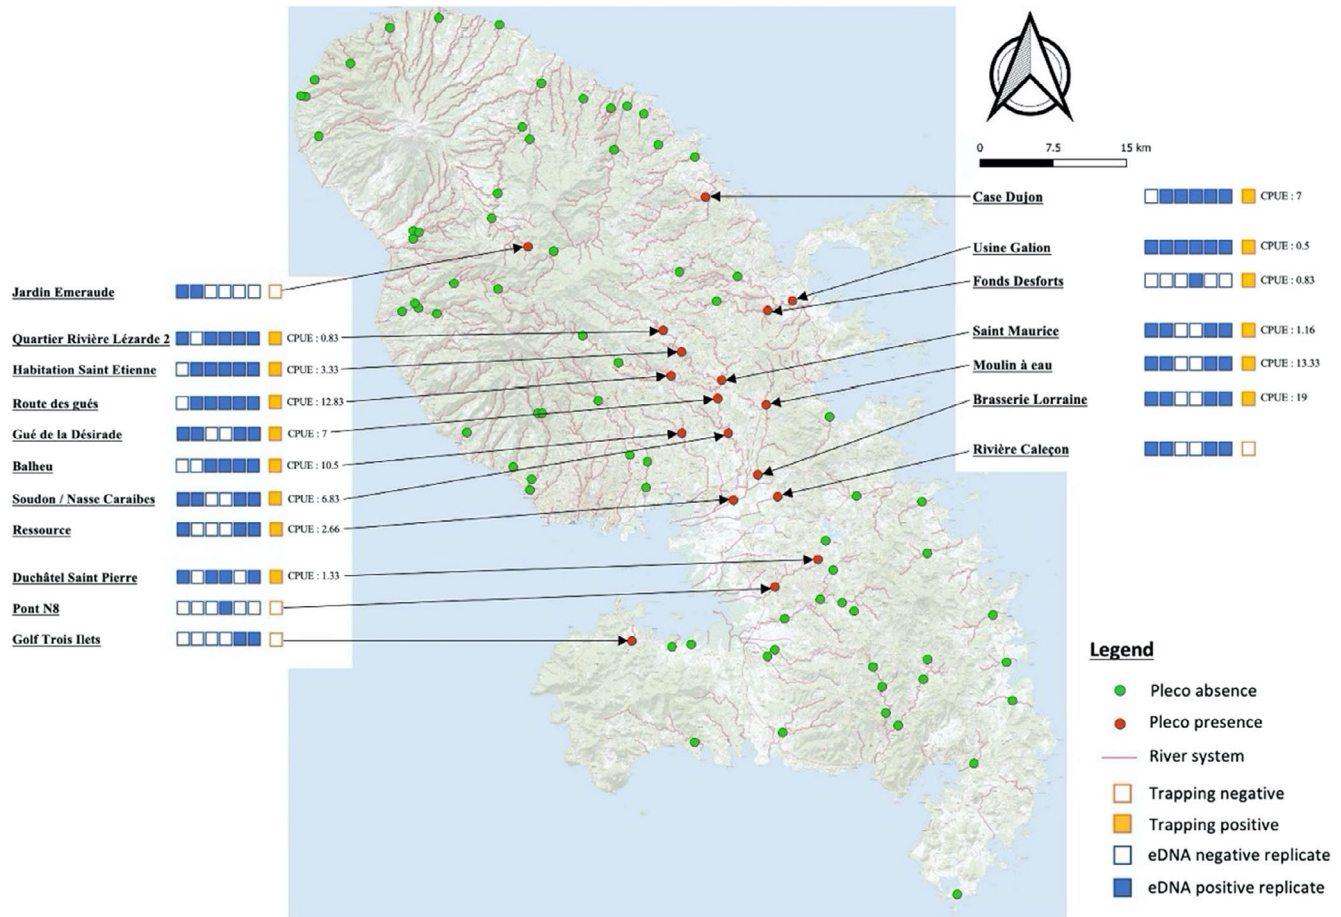 0 7.5 15 km
Case Dujon CPUE : 7
Usine Galion CPUE : 0.5
Fonds Desforts CPUE : 0.83
Saint Maurice CPUE : 1.16
Moulin à eau CPUE : 13.33
Brasserie Lorraine CPUE : 19
Rivière Caleçon
Jardin Emeraude
Quartier Rivière Lézarde 2 CPUE : 0.83
Habitation Saint Etienne CPUE : 3.33
Route des gués CPUE : 12.83
Gué de la Désirade CPUE : 7
Balheu CPUE : 10.5
Soudon / Nasse Caraibes CPUE : 6.83
Ressource CPUE : 2.66
Duchâtel Saint Pierre CPUE : 1.33
Pont N8
Golf Trois Ilets
Legend
Pleco absence
Pleco presence
River system
Trapping negative
Trapping positive
eDNA negative replicate
eDNA positive replicate